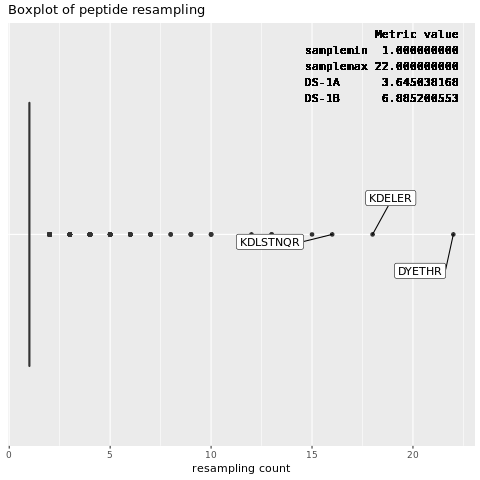 Boxplot of peptide resampling
Metric value
samplemin 1.000000000
samplemax 22.000000000
DS-1A 3.645038168
DS-1B 6.885200553
KDELER
KDLSTNQR
DYETHR
0 5 10 15 20
resampling count